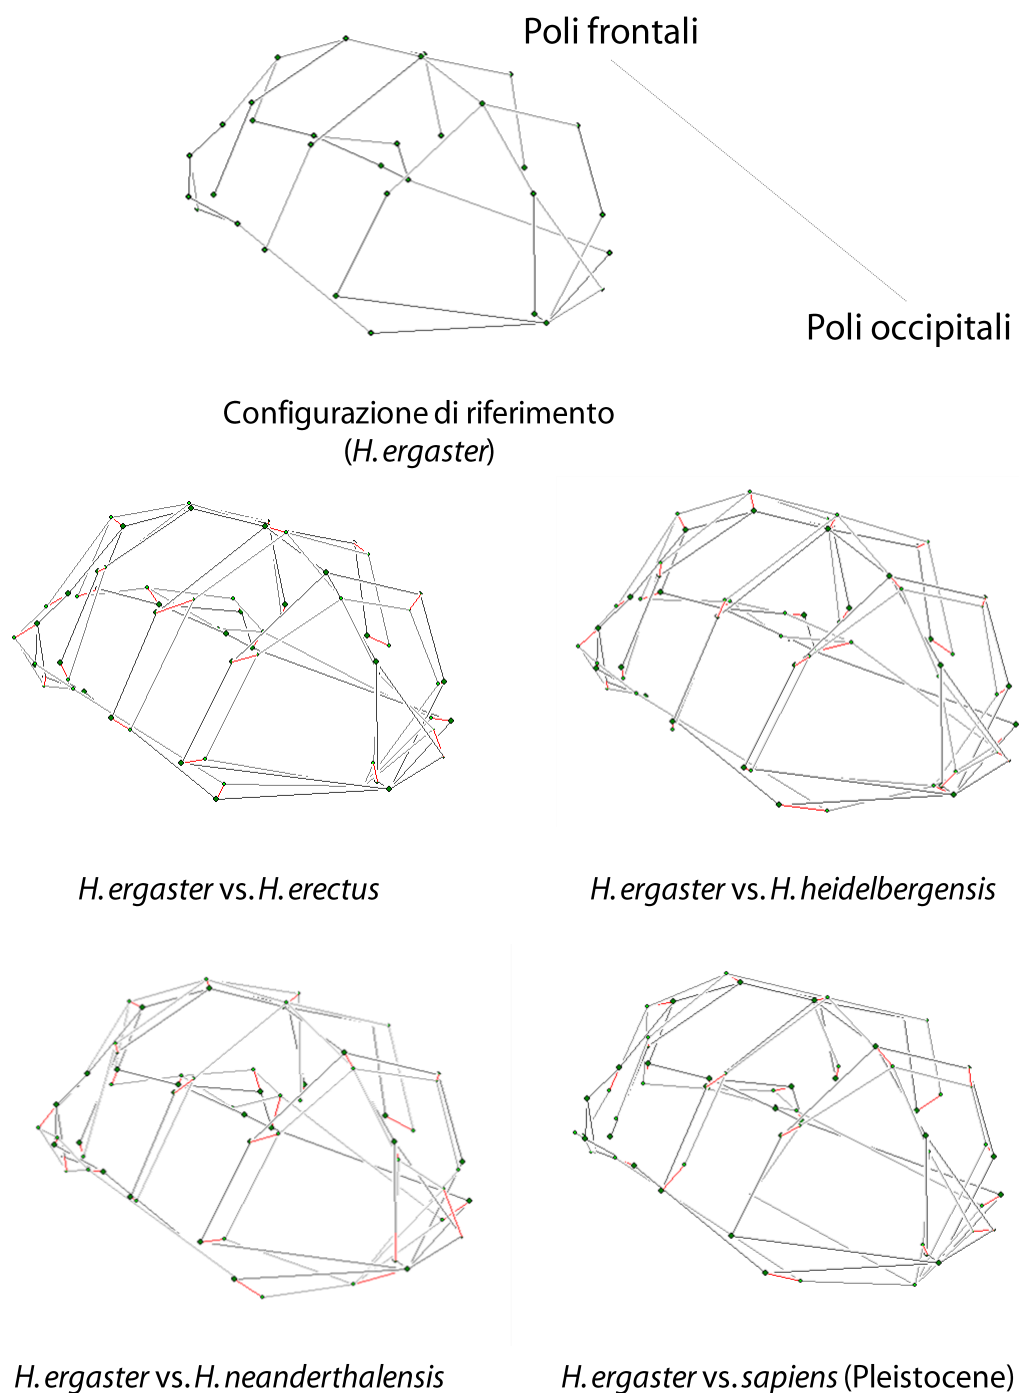 Poli frontali
Poli occipitali
Configurazione di riferimento
(H. ergaster)
H. ergaster vs. H. erectus
H. ergaster vs. H. heidelbergensis
H. ergaster vs. H. neanderthalensis
H. ergaster vs. sapiens (Pleistocene)